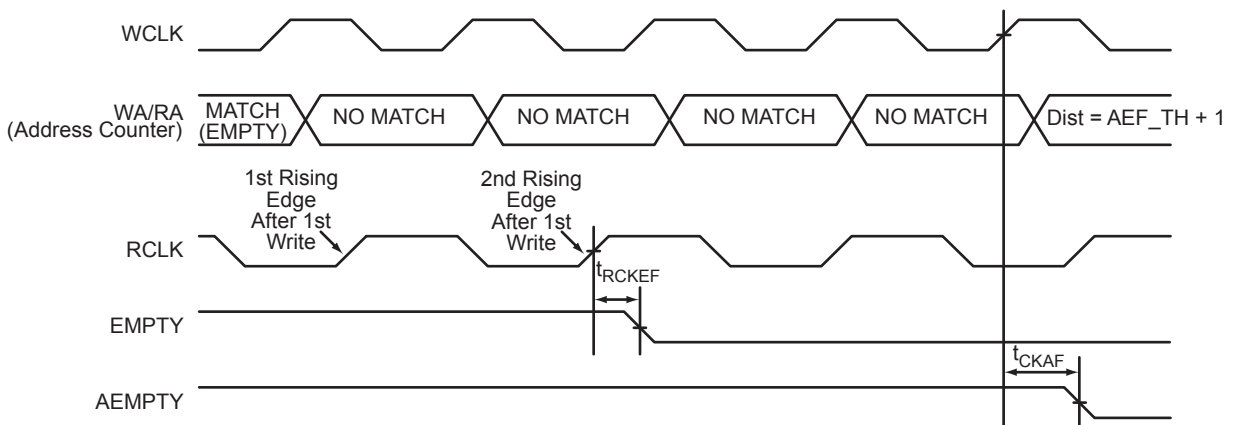 WCLK
WA/RA
(Address Counter)
MATCH
(EMPTY)
NO MATCH
NO MATCH
NO MATCH
NO MATCH
Dist = AEF_TH + 1
1st Rising
Edge
After 1st
Write
2nd Rising
Edge
After 1st
Write
RCLK
tRCKEF
EMPTY
tCKAF
AEMPTY